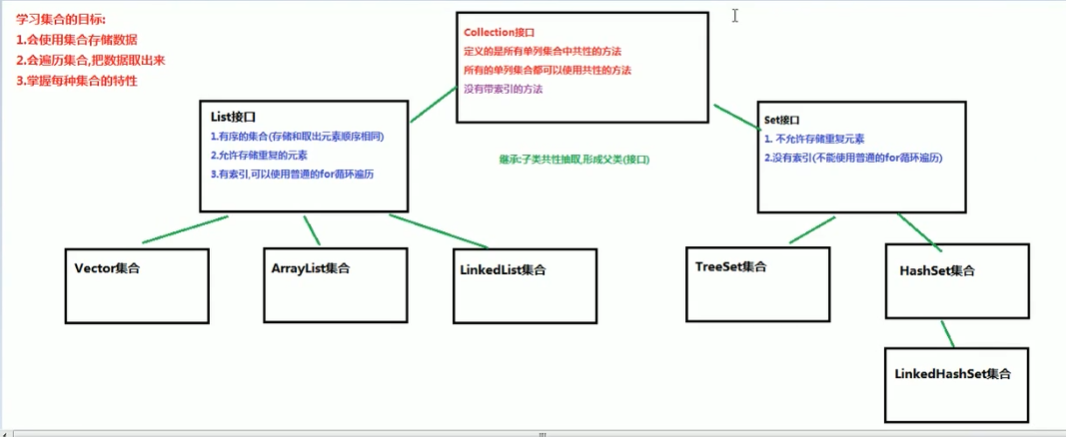 学习集合的目标:
1.会使用集合存储数据
2.会遍历集合,把数据取出来
3.掌握每种集合的特性
Collection接口
定义的是所有单列集合中共性的方法
所有的单列集合都可以使用共性的方法
没有带索引的方法
List接口
1.有序的集合(存储和取出元素顺序相同)
2.允许存储重复的元素
3.有索引,可以使用普通的for循环遍历
继承:子类共性抽取,形成父类(接口)
Set接口
1. 不允许存储重复元素
2.没有索引(不能使用普通的for循环遍历)
Vector集合
ArrayList集合
LinkedList集合
TreeSet集合
HashSet集合
LinkedHashSet集合